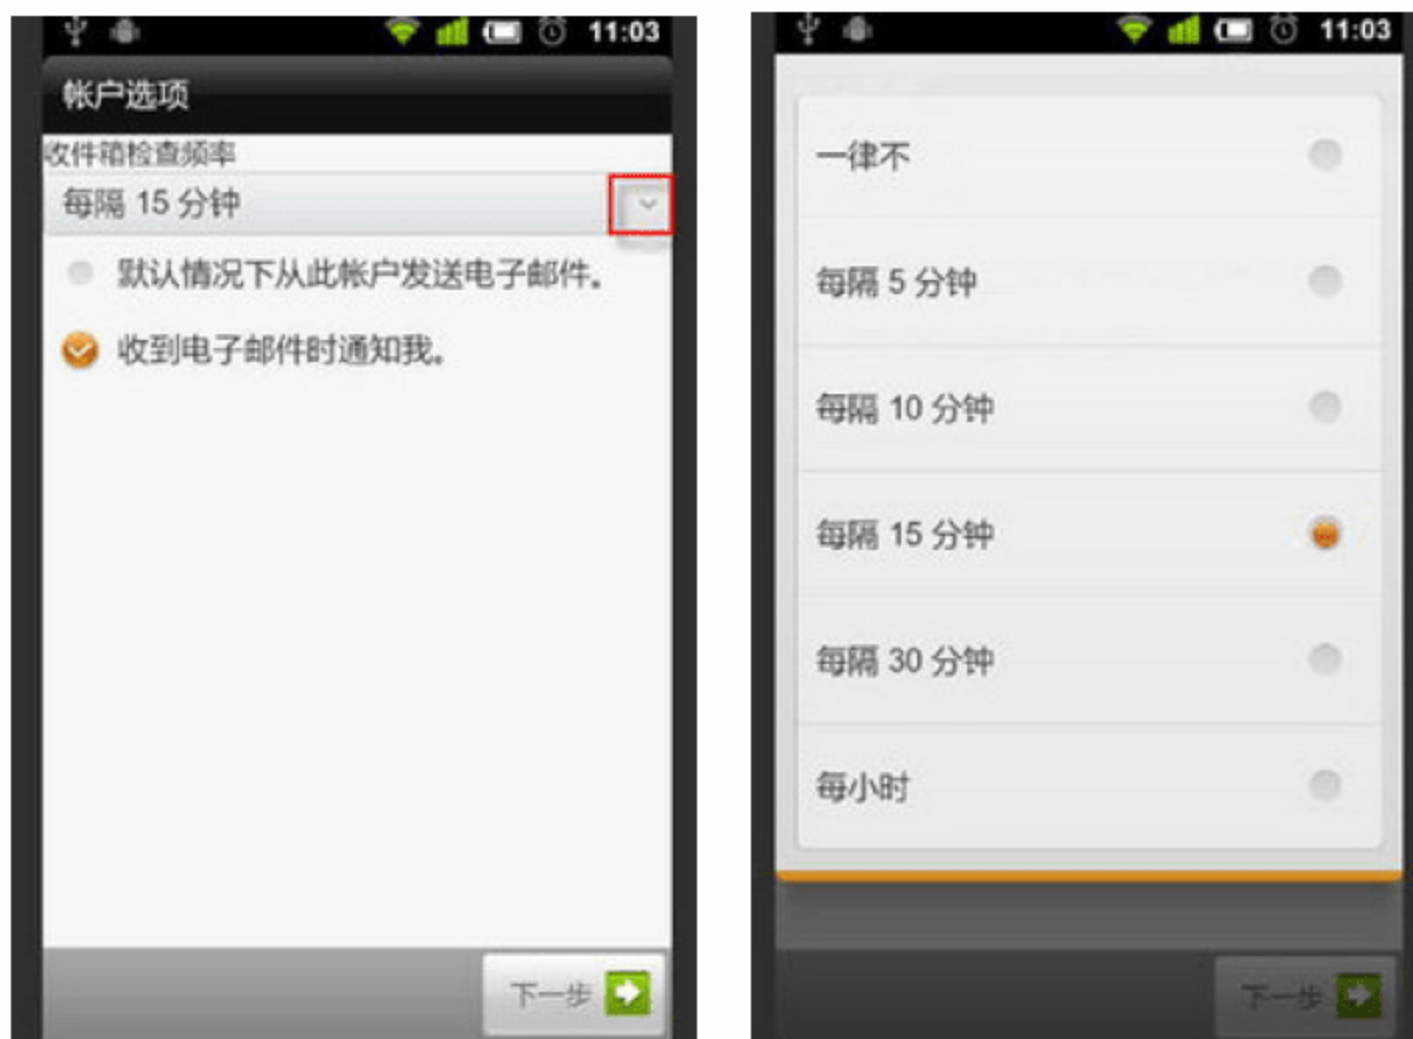 11:03
帐户选项
收件箱检查频率
每隔 15 分钟
默认情况下从此帐户发送电子邮件。
收到电子邮件时通知我。
下一步
11:03
一律不
每隔 5 分钟
每隔 10 分钟
每隔 15 分钟
每隔 30 分钟
每小时
下一步